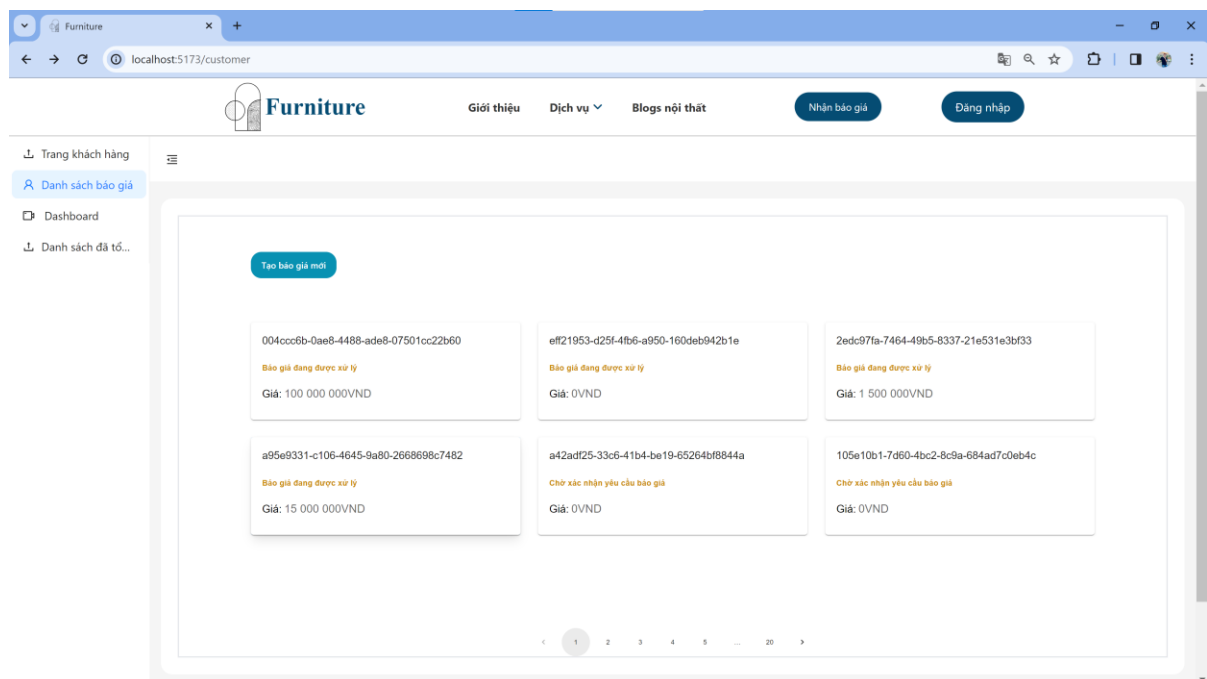 Furniture
localhost:5173/customer
Furniture
Giới thiệu Dịch vụ Blogs nội thất Nhận báo giá Đăng nhập
Trang khách hàng
Danh sách báo giá
Dashboard
Danh sách đã tổ...
Tạo báo giá mới
004ccc6b-0ae8-4488-ade8-07501cc22b60
Báo giá đang được xử lý
Giá: 100 000 000VND
eff21953-d25f-4fb6-a950-160deb942b1e
Báo giá đang được xử lý
Giá: 0VND
2edc97fa-7464-49b5-8337-21e531e3bf33
Báo giá đang được xử lý
Giá: 1 500 000VND
a95e9331-c106-4645-9a80-2668698c7482
Báo giá đang được xử lý
Giá: 15 000 000VND
a42adf25-33c6-41b4-be19-65264bf8844a
Chờ xác nhận yêu cầu báo giá
Giá: 0VND
105e10b1-7d60-4bc2-8c9a-684ad7c0eb4c
Chờ xác nhận yêu cầu báo giá
Giá: 0VND
1 2 3 4 5 ... 20